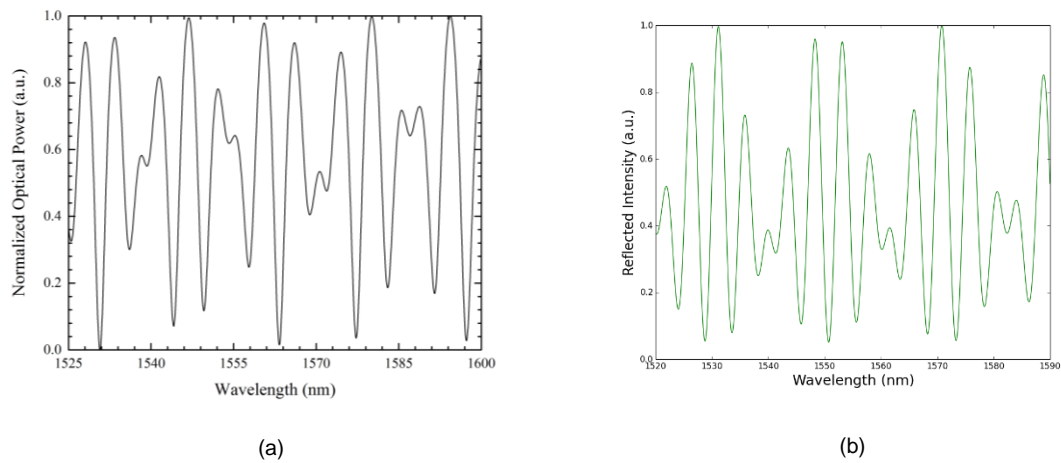 1.0
0.8
0.6
0.4
0.2
0.0
Normalized Optical Power (a.u.)
1525 1540 1555 1570 1585 1600
Wavelength (nm)
(a)
1.0
0.8
0.6
0.4
0.2
0.0
Reflected Intensity (a.u.)
1520 1530 1540 1550 1560 1570 1580 1590
Wavelength (nm)
(b)